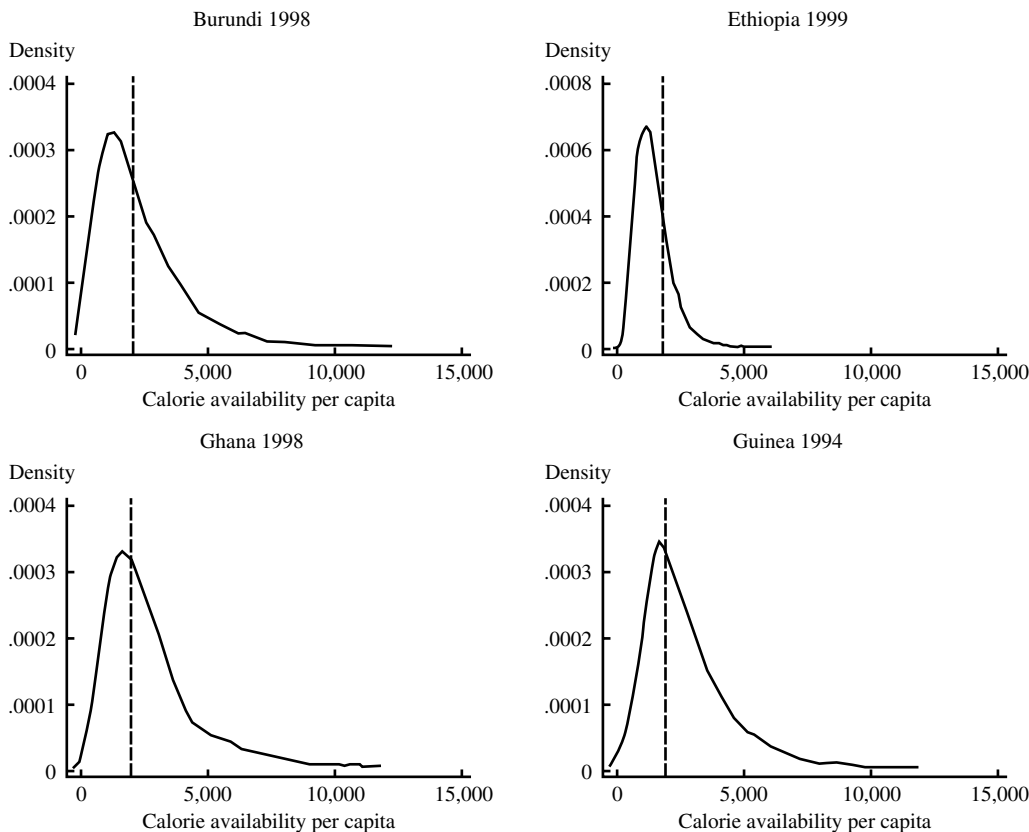 Burundi 1998
Density
.0004
.0003
.0002
.0001
0
0 5,000 10,000 15,000
Calorie availability per capita
Ethiopia 1999
Density
.0008
.0006
.0004
.0002
0
0 5,000 10,000 15,000
Calorie availability per capita
Ghana 1998
Density
.0004
.0003
.0002
.0001
0
0 5,000 10,000 15,000
Calorie availability per capita
Guinea 1994
Density
.0004
.0003
.0002
.0001
0
0 5,000 10,000 15,000
Calorie availability per capita